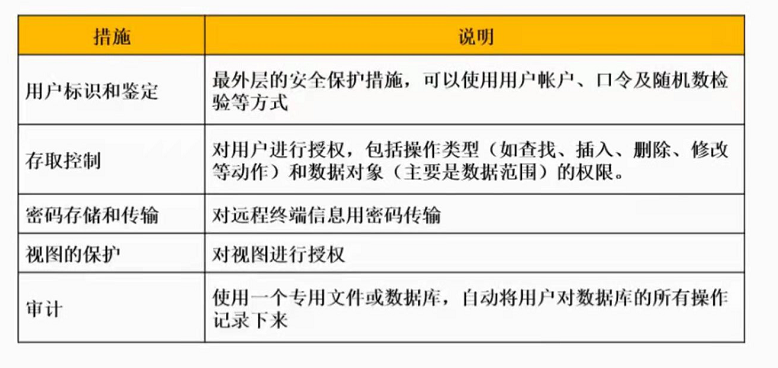 措施
说明
用户标识和鉴定
最外层的安全保护措施，可以使用用户帐户、口令及随机数检
验等方式
存取控制
对用户进行授权，包括操作类型（如查找、插入、删除、修改
等动作）和数据对象（主要是数据范围）的权限。
密码存储和传输
对远程终端信息用密码传输
视图的保护
对视图进行授权
审计
使用一个专用文件或数据库，自动将用户对数据库的所有操作
记录下来